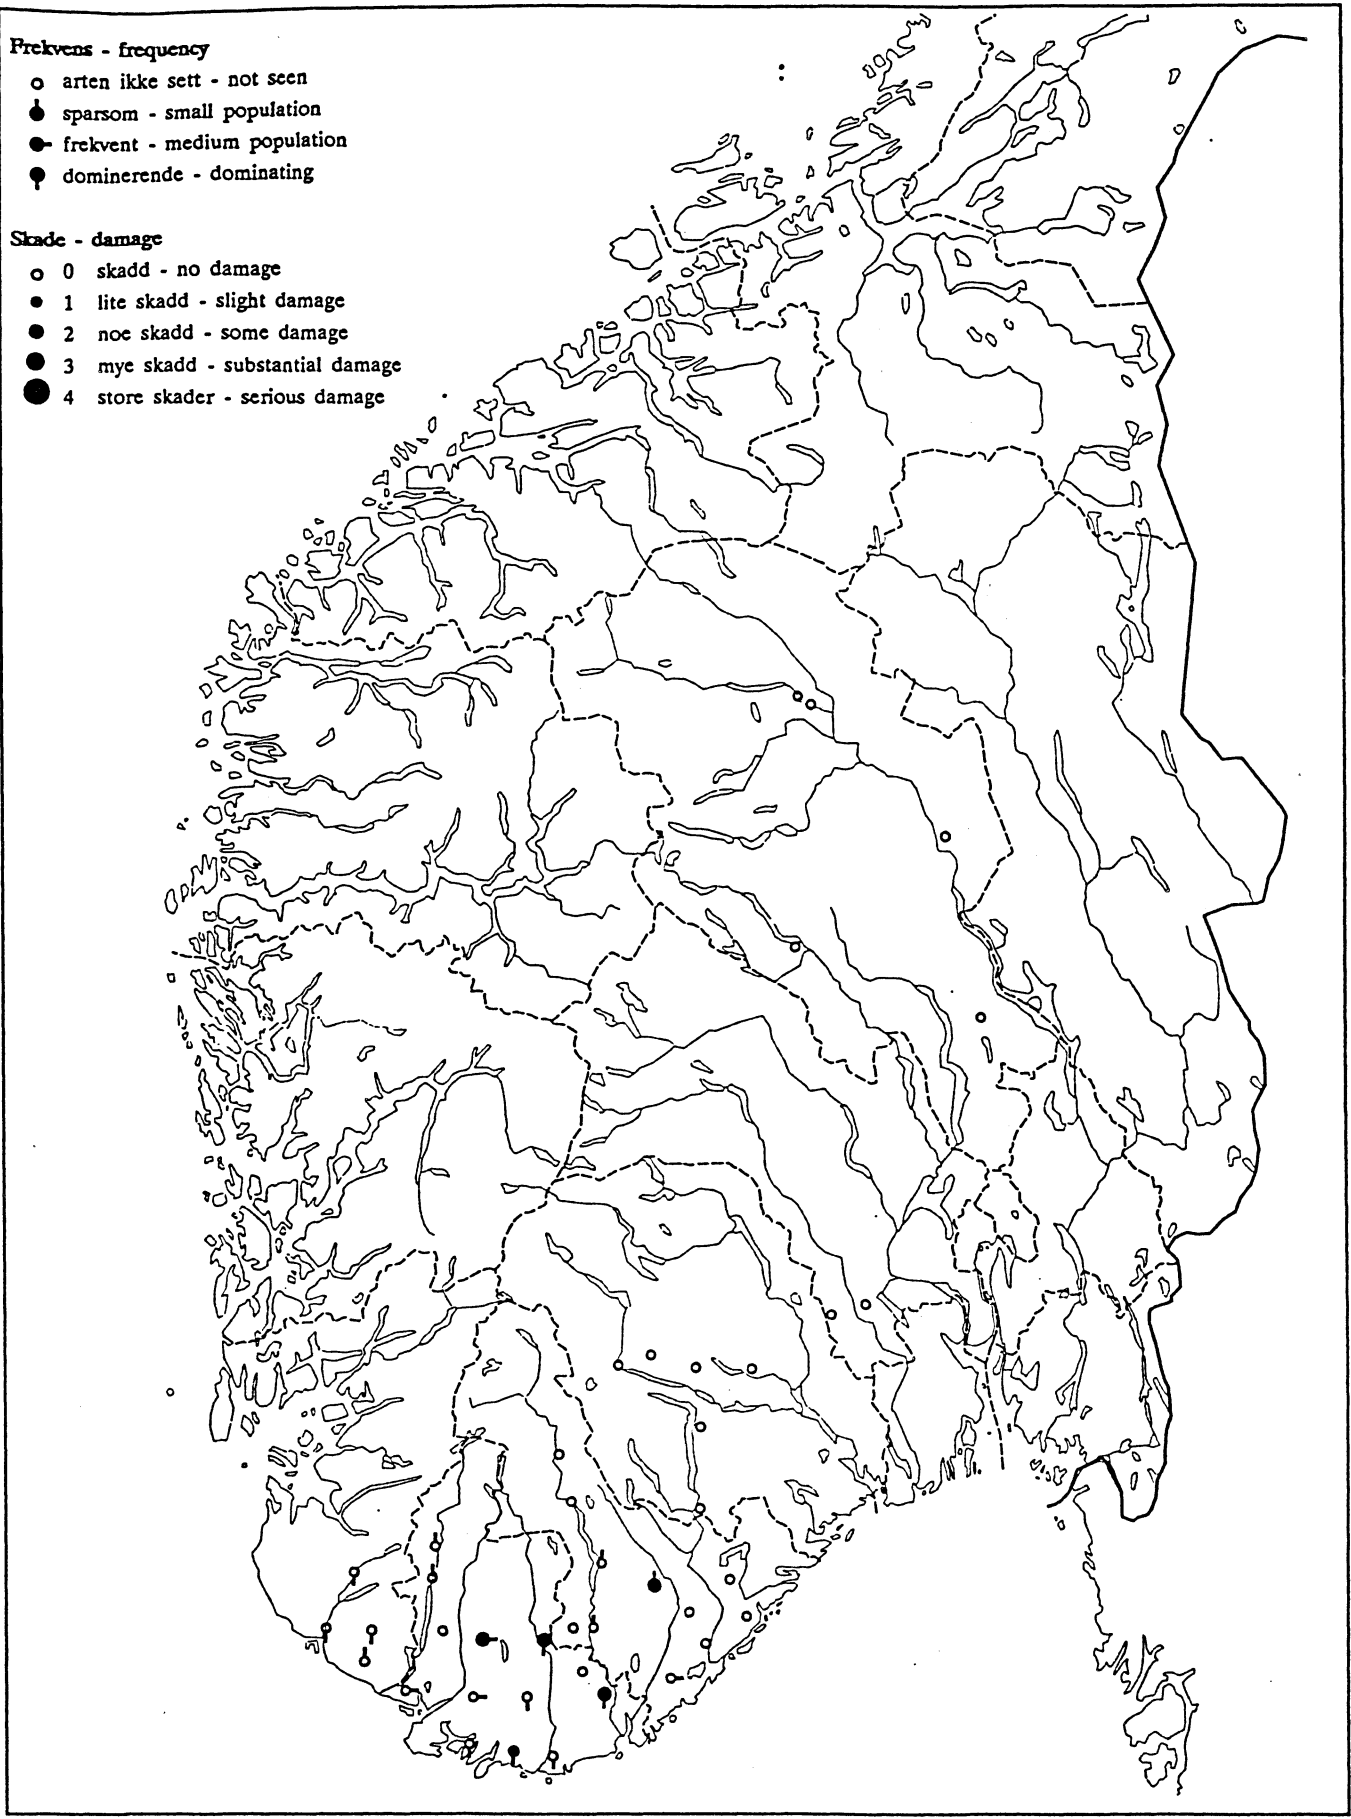 Frekvens - frequency
arten ikke sett - not seen
sparsom - small population
frekvent - medium population
dominerende - dominating
Skade - damage
0 skadd - no damage
1 lite skadd - slight damage
2 noe skadd - some damage
3 mye skadd - substantial damage
4 store skader - serious damage